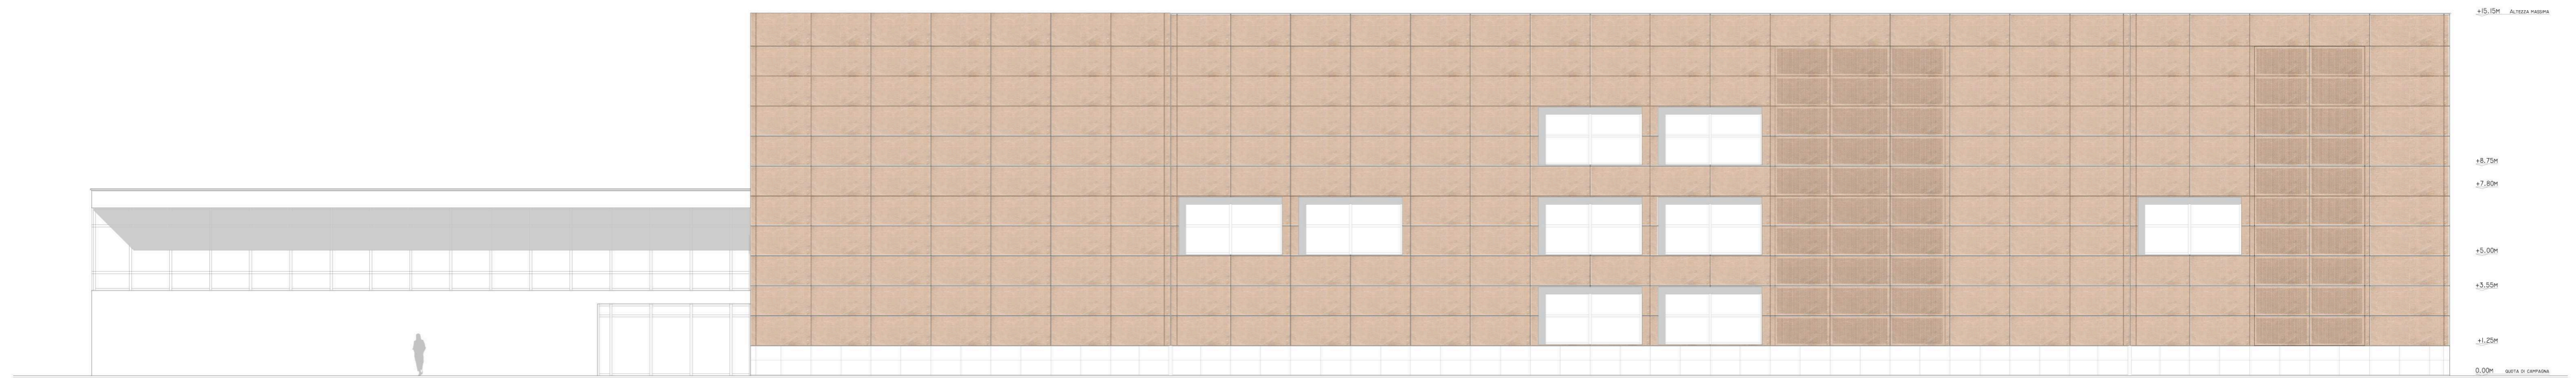 +15.15M ALTEZZA MASSIMA
+8.75M
+7.80M
+5.00M
+3.55M
+1.25M
0.00M QUOTA DI CAMPAGNA